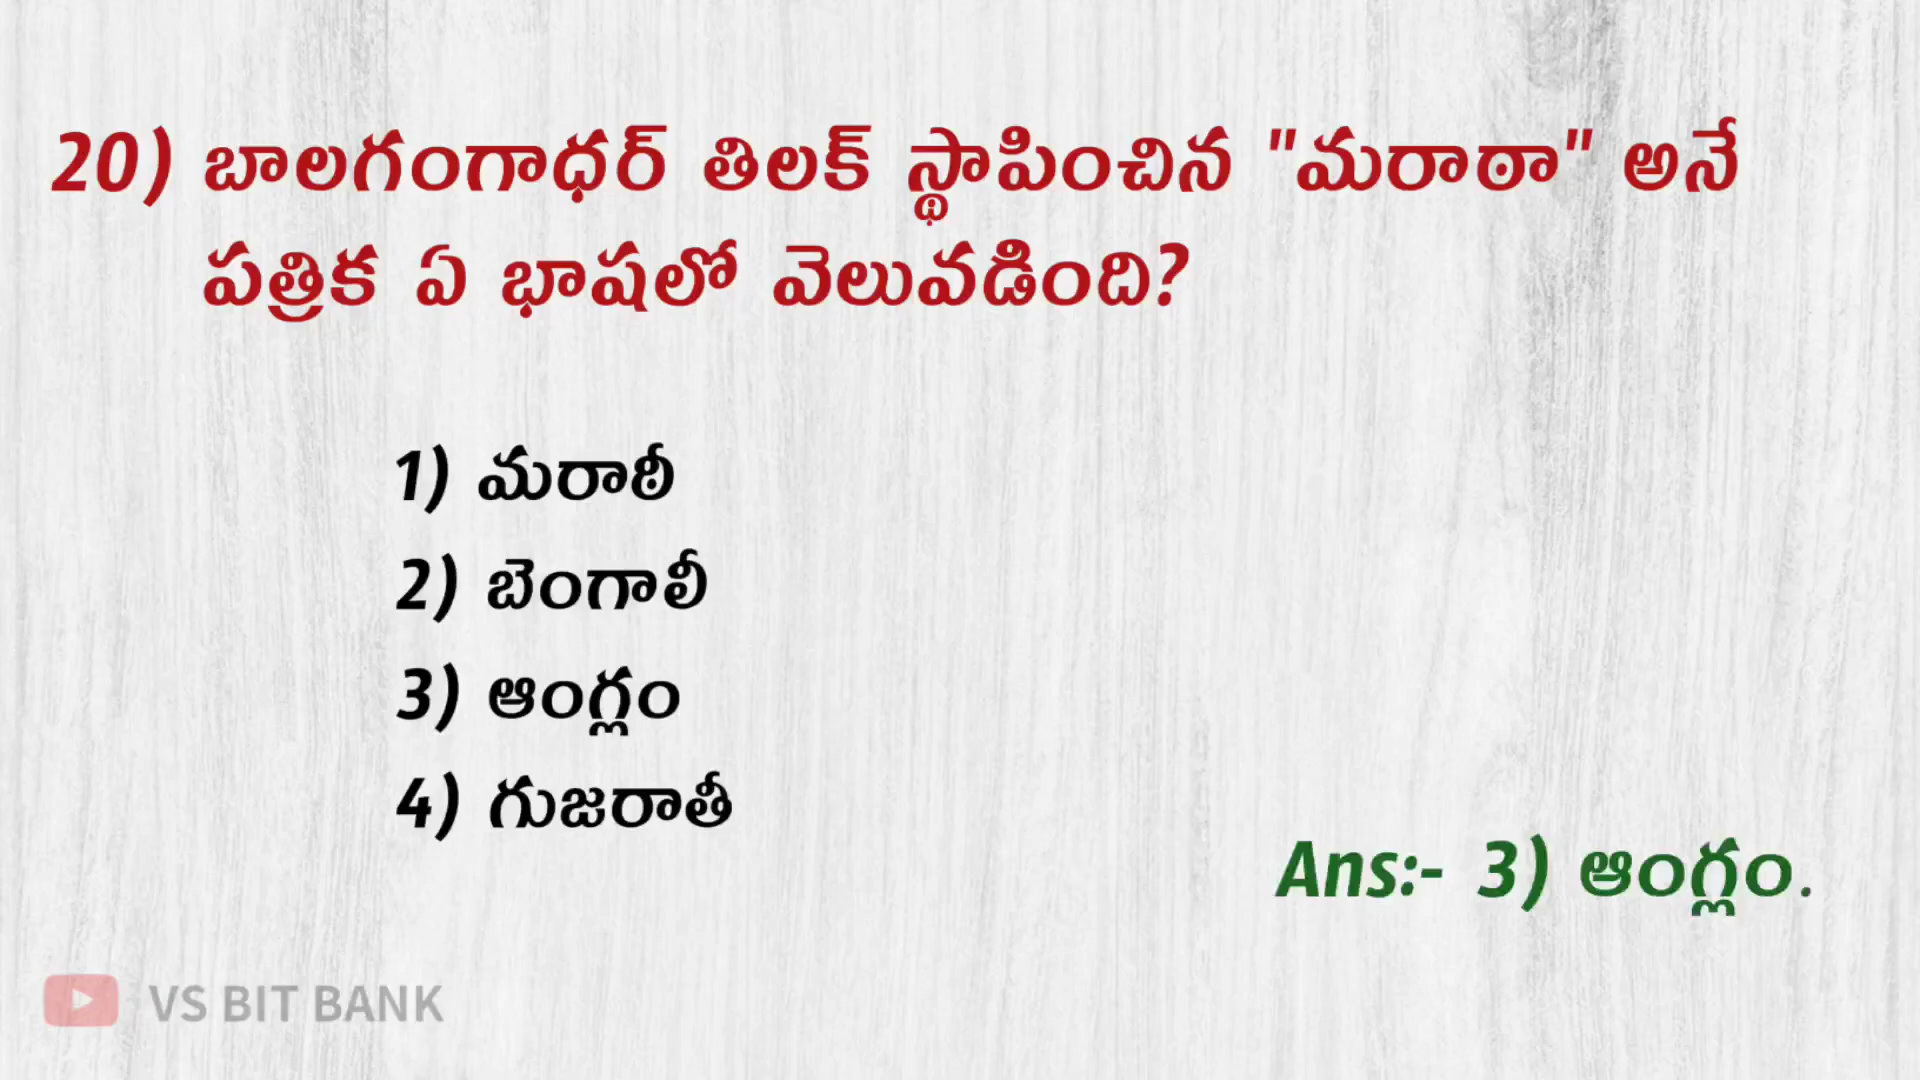 20) బాలగంగాధర్ తిలక్ స్థాపించిన "మరాఠా" అనే
పత్రిక ఏ భాషలో వెలువడింది?
1) మరాఠీ
2) బెంగాలీ
3) ఆంగ్లం
4) గుజరాతీ
Ans:- 3) ఆంగ్లం.
VS BIT BANK